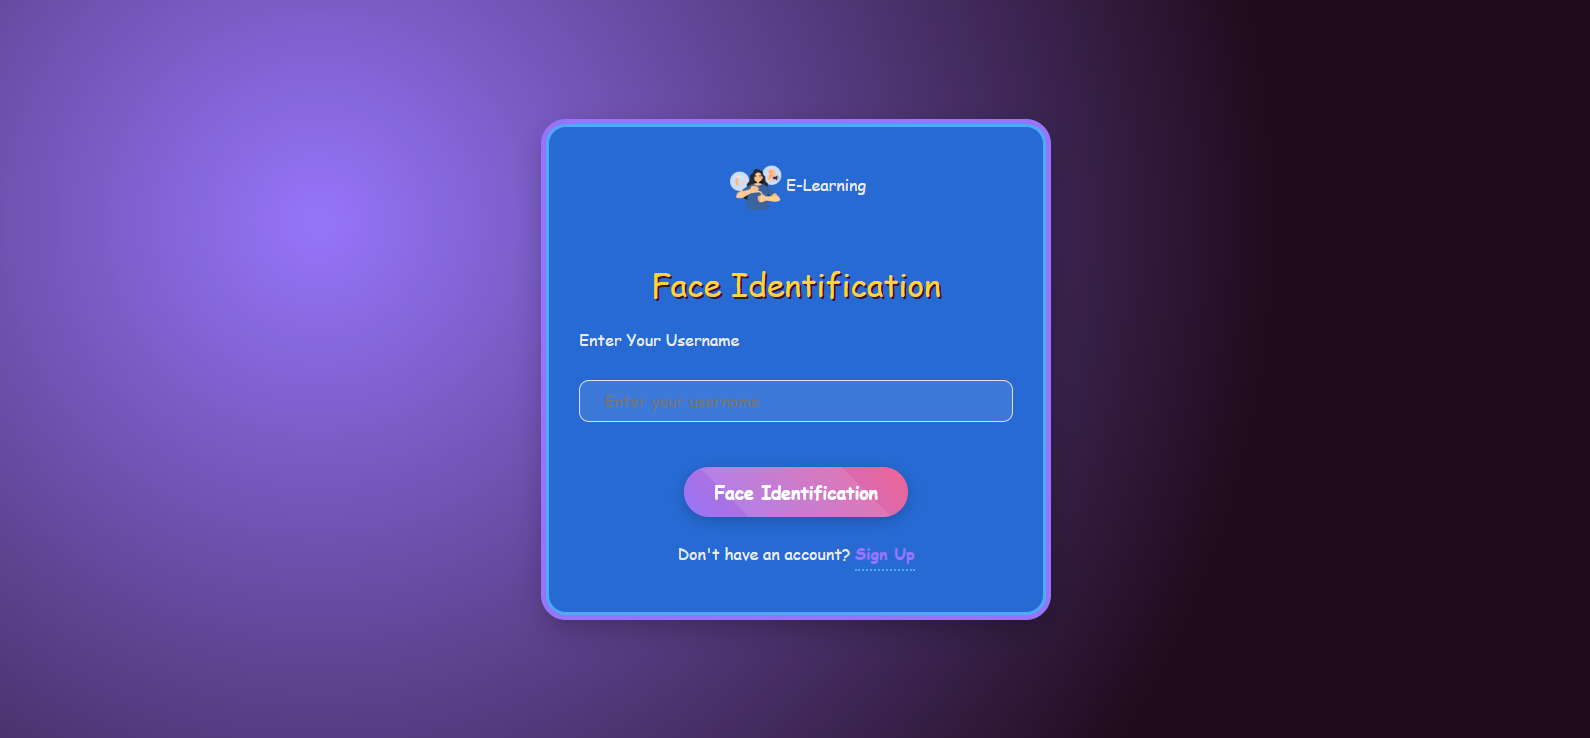 E-Learning
Face Identification
Enter Your Username
Enter your username
Face Identification
Don't have an account? Sign Up